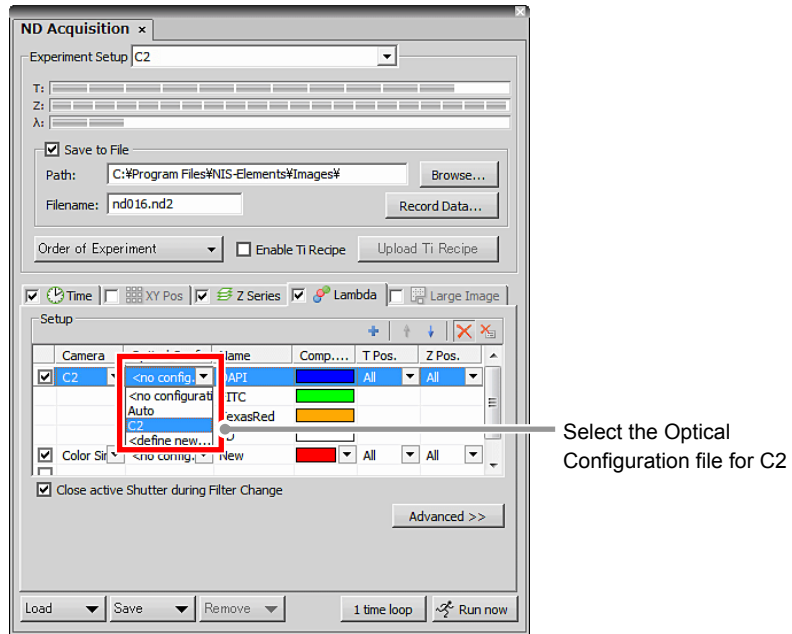 ND Acquisition ×
Experiment Setup C2
T:
Z:
λ:
Save to File
Path: C:¥Program Files¥NIS-Elements¥Images¥ Browse...
Filename: nd016.nd2 Record Data...
Order of Experiment Enable Ti Recipe Upload Ti Recipe
Time XY Pos Z Series Lambda Large Image
Setup
Camera Name Comp.... T Pos. Z Pos.
C2 <no config. DAPI All All
<no configurati
Auto TexasRed
C2
<define new...
Color Sir <no config. New All All
Close active Shutter during Filter Change
Advanced >>
Load Save Remove 1 time loop Run now
Select the Optical
Configuration file for C2